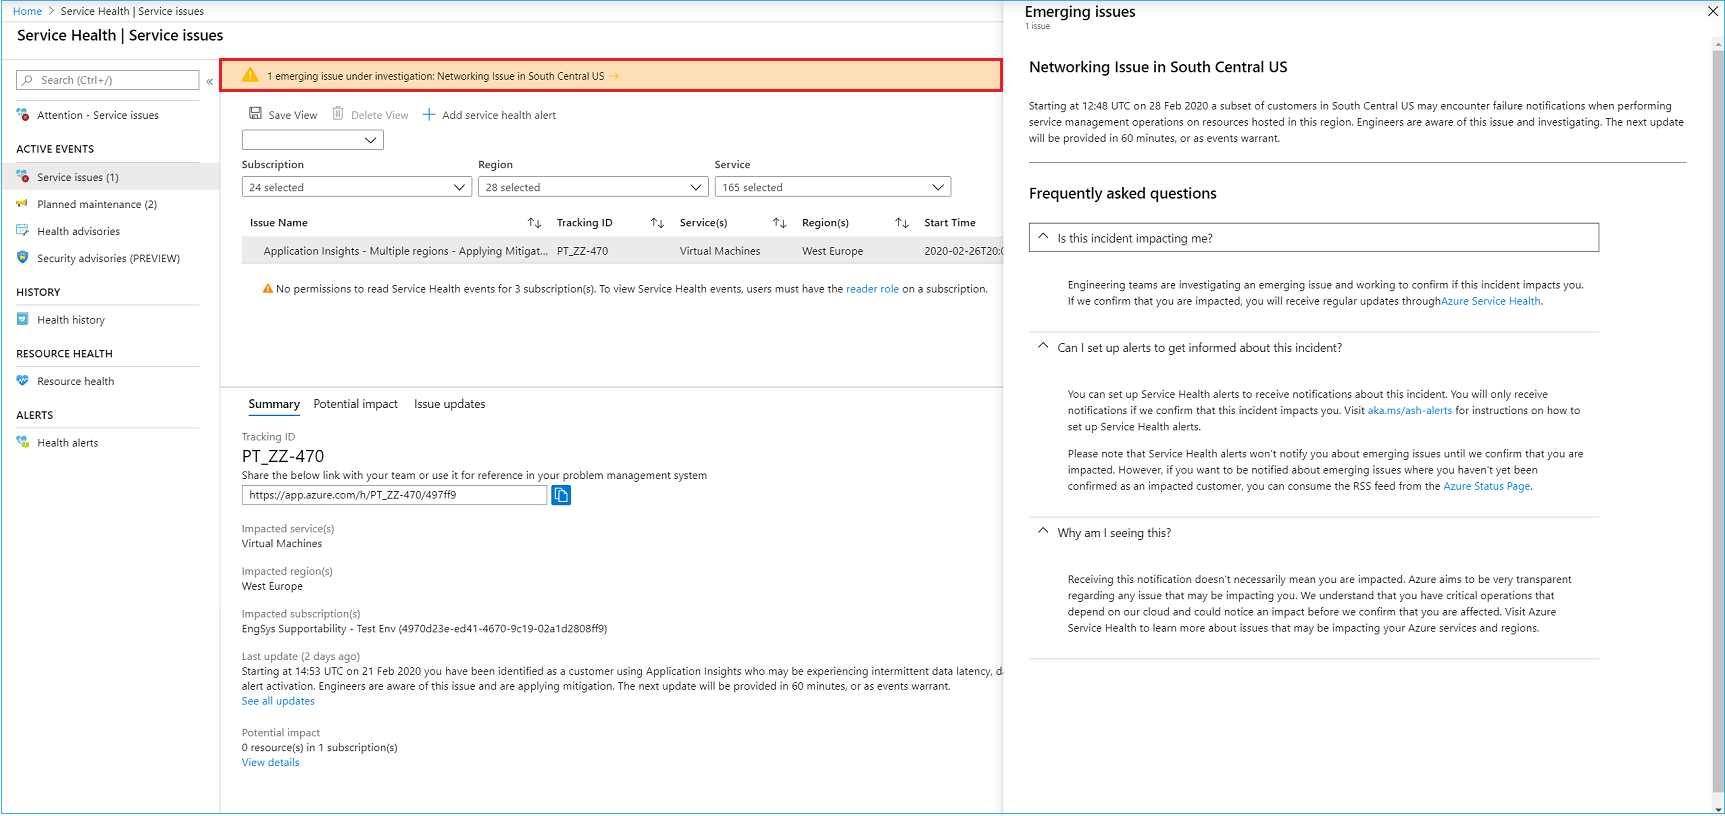 Home > Service Health | Service issues
Service Health | Service issues
Search (Ctrl+/)
«
Attention - Service issues
ACTIVE EVENTS
Service issues (1)
Planned maintenance (2)
Health advisories
Security advisories (PREVIEW)
HISTORY
Health history
RESOURCE HEALTH
Resource health
ALERTS
Health alerts
1 emerging issue under investigation: Networking Issue in South Central US →
Save View Delete View Add service health alert
Subscription Region Service
24 selected 28 selected 165 selected
Issue Name Tracking ID Service(s) Region(s) Start Time
Application Insights - Multiple regions - Applying Mitigat... PT_ZZ-470 Virtual Machines West Europe 2020-02-26T20:
No permissions to read Service Health events for 3 subscription(s). To view Service Health events, users must have the reader role on a subscription.
Summary Potential impact Issue updates
Tracking ID
PT_ZZ-470
Share the below link with your team or use it for reference in your problem management system
https://app.azure.com/h/PT_ZZ-470/497ff9
Impacted service(s)
Virtual Machines
Impacted region(s)
West Europe
Impacted subscription(s)
EngSys Supportability - Test Env (4970d23e-ed41-4670-9c19-02a1d2808ff9)
Last update (2 days ago)
Starting at 14:53 UTC on 21 Feb 2020 you have been identified as a customer using Application Insights who may be experiencing intermittent data latency,
alert activation. Engineers are aware of this issue and are applying mitigation. The next update will be provided in 60 minutes, or as events warrant.
See all updates
Potential impact
0 resource(s) in 1 subscription(s)
View details
Emerging issues
1 issue
Networking Issue in South Central US
Starting at 12:48 UTC on 28 Feb 2020 a subset of customers in South Central US may encounter failure notifications when performing
service management operations on resources hosted in this region. Engineers are aware of this issue and investigating. The next update
will be provided in 60 minutes, or as events warrant.
Frequently asked questions
Is this incident impacting me?
Engineering teams are investigating an emerging issue and working to confirm if this incident impacts you.
If we confirm that you are impacted, you will receive regular updates throughAzure Service Health.
Can I set up alerts to get informed about this incident?
You can set up Service Health alerts to receive notifications about this incident. You will only receive
notifications if we confirm that this incident impacts you. Visit aka.ms/ash-alerts for instructions on how to
set up Service Health alerts.
Please note that Service Health alerts won't notify you about emerging issues until we confirm that you are
impacted. However, if you want to be notified about emerging issues where you haven't yet been
confirmed as an impacted customer, you can consume the RSS feed from the Azure Status Page.
Why am I seeing this?
Receiving this notification doesn't necessarily mean you are impacted. Azure aims to be very transparent
regarding any issue that may be impacting you. We understand that you have critical operations that
depend on our cloud and could notice an impact before we confirm that you are affected. Visit Azure
Service Health to learn more about issues that may be impacting your Azure services and regions.